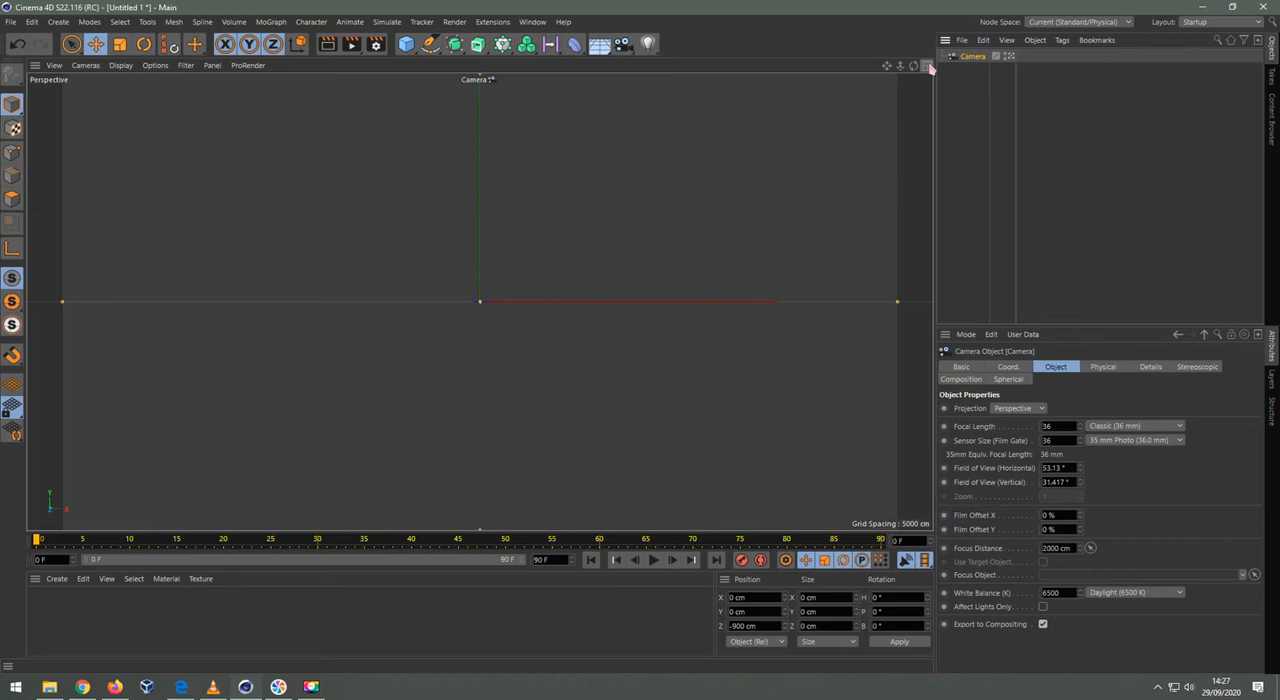 Cinema 4D S22.116 (RC) - [Untitled 1 *] - Main
File Edit Create Modes Select Tools Mesh Spline Volume MoGraph Character Animate Simulate Tracker Render Extensions Window Help
Node Space: Current (Standard/Physical) Layout: Startup
File Edit View Object Tags Bookmarks
View Cameras Display Options Filter Panel ProRender
Camera
Perspective
Camera
Objects
Takes
Content Browser
Y
X
Z
S
S
S
Mode Edit User Data
Camera Object [Camera]
Basic Coord. Object Physical Details Stereoscopic
Composition Spherical
Object Properties
Projection Perspective
Focal Length 36 Classic (36 mm)
Sensor Size (Film Gate) 36 35 mm Photo (36.0 mm)
35mm Equiv. Focal Length: 36 mm
Field of View (Horizontal) 53.13 °
Field of View (Vertical) 31.417 °
Zoom
Film Offset X 0 %
Film Offset Y 0 %
Focus Distance 2000 cm
Use Target Object
Focus Object
White Balance (K) 6500 Daylight (6500 K)
Affect Lights Only
Export to Compositing
Attributes
Layers
Structure
Grid Spacing : 5000 cm
0 5 10 15 20 25 30 35 40 45 50 55 60 65 70 75 80 85 90 0 F
0 F 0 F 90 F 90 F
Create Edit View Select Material Texture
Position Size Rotation
X 0 cm X 0 cm H 0 °
Y 0 cm Y 0 cm P 0 °
Z -900 cm Z 0 cm B 0 °
Object (Rel) Size Apply
14:27
29/09/2020